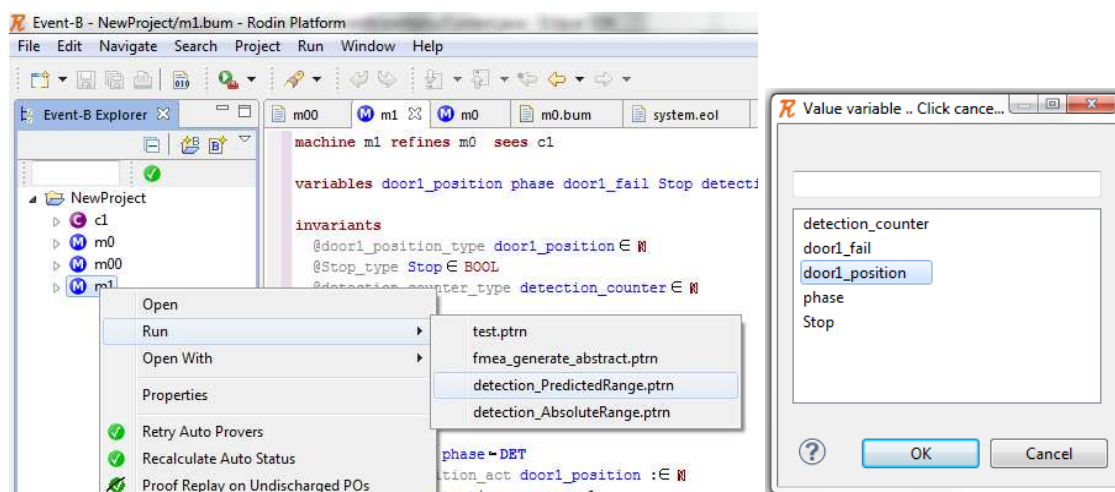 Event-B - NewProject/m1.bum - Rodin Platform
File Edit Navigate Search Project Run Window Help
Event-B Explorer
m00 m1 m0 m0.bum system.eol
NewProject
c1
m0
m00
m1
machine m1 refines m0 sees c1
variables door1_position phase door1_fail Stop detecti
invariants
@door1_position_type door1_position ∈
@Stop_type Stop ∈ BOOL
@detection_counter_type detection_counter ∈
Open
Run
Open With
Properties
Retry Auto Provers
Recalculate Auto Status
Proof Replay on Undischarged POs
test.ptrn
fmea_generate_abstract.ptrn
detection_PredictedRange.ptrn
detection_AbsoluteRange.ptrn
phase = DET
ition_act door1_position :∈
Value variable .. Click cance...
detection_counter
door1_fail
door1_position
phase
Stop
OK Cancel